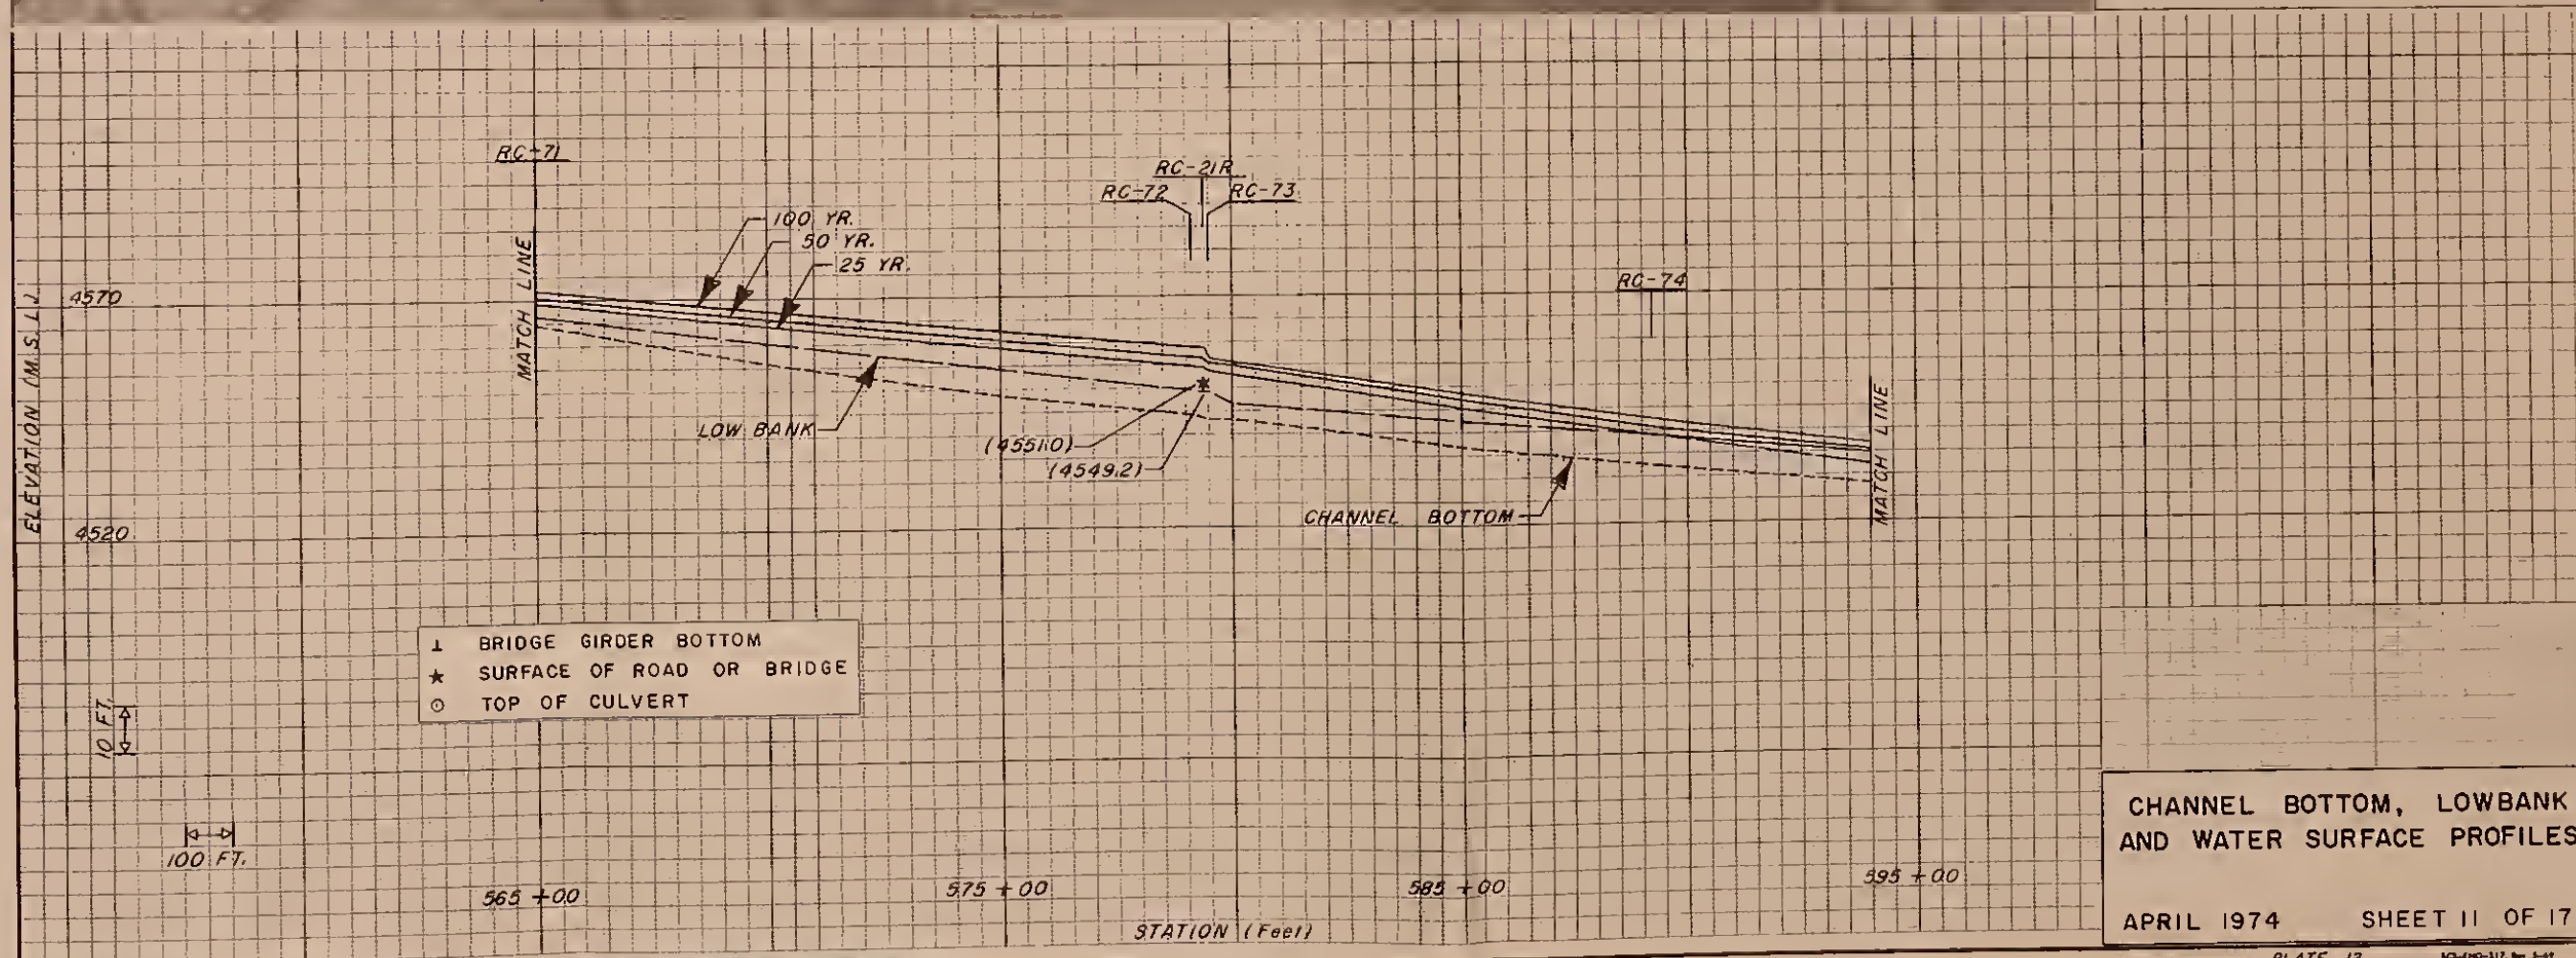 RC-71
RC-21R
RC-72
RC-73
100 YR.
50 YR.
25 YR.
RC-74
MATCH LINE
ELEVATION (M.S.L.)
4570
4520
LOW BANK
(4551.0)
(4549.2)
CHANNEL BOTTOM
MATCH LINE
⊥ BRIDGE GIRDER BOTTOM
★ SURFACE OF ROAD OR BRIDGE
⊙ TOP OF CULVERT
10 FT.
100 FT.
565 +00
575 +00
585 +00
595 +00
STATION (Feet)
CHANNEL BOTTOM, LOWBANK
AND WATER SURFACE PROFILES
APRIL 1974 SHEET 11 OF 17